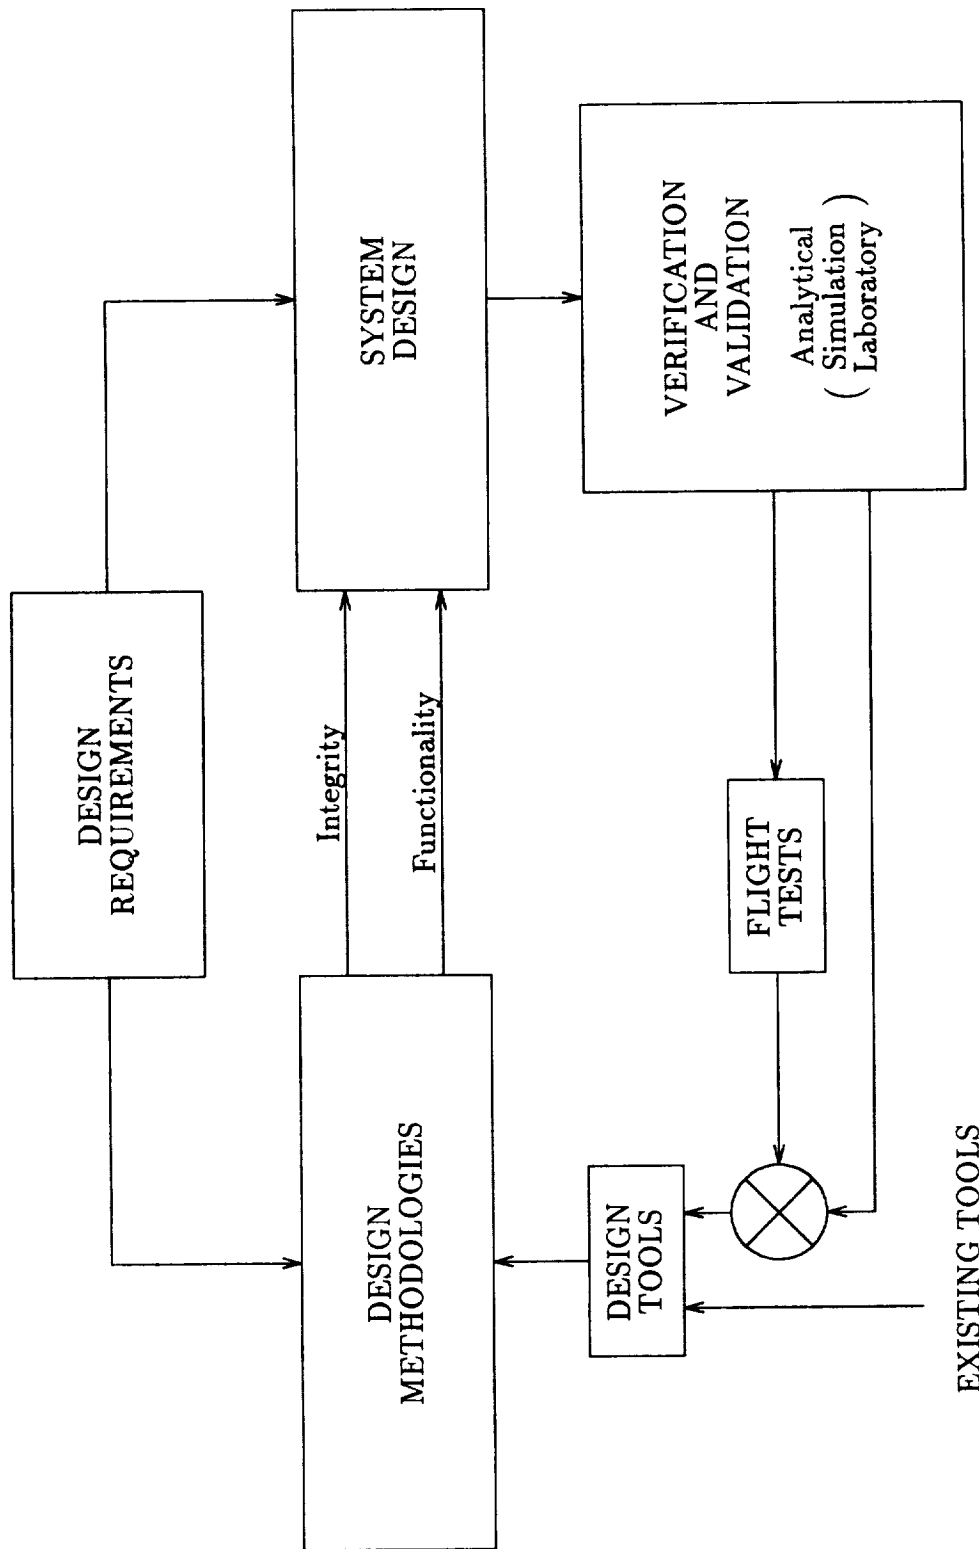 DESIGN
REQUIREMENTS
DESIGN
METHODOLOGIES
Integrity
Functionality
SYSTEM
DESIGN
DESIGN
TOOLS
FLIGHT
TESTS
VERIFICATION
AND
VALIDATION
Analytical
( Simulation )
Laboratory
EXISTING TOOLS